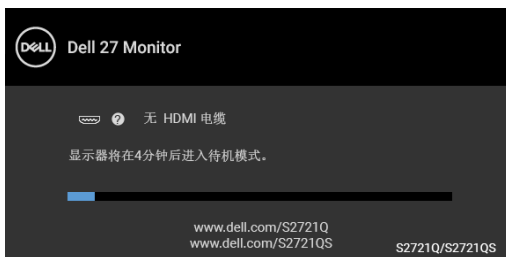 DELL Dell 27 Monitor
? 无 HDMI 电缆
显示器将在4分钟后进入待机模式。
www.dell.com/S2721Q
www.dell.com/S2721QS
S2721Q/S2721QS